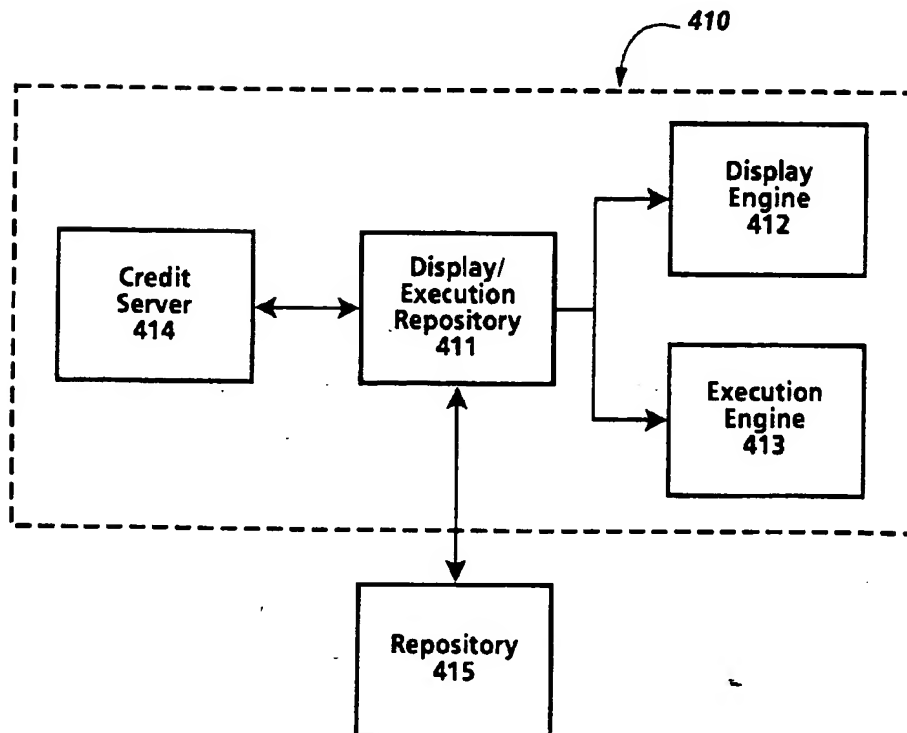 410
Display
Engine
412
Credit
Server
414
Display/
Execution
Repository
411
Execution
Engine
413
Repository
415